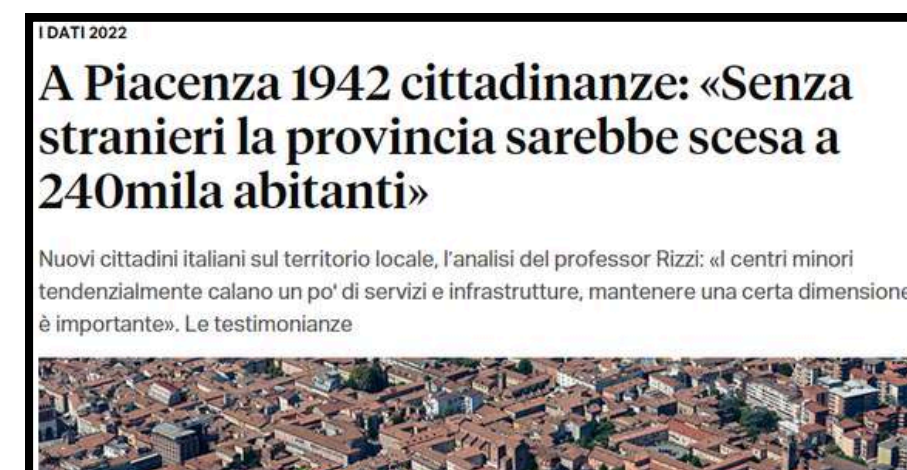 I DATI 2022
A Piacenza 1942 cittadinanze: «Senza
stranieri la provincia sarebbe scesa a
240mila abitanti»
Nuovi cittadini italiani sul territorio locale, l'analisi del professor Rizzi: «I centri minori
tendenzialmente calano un po' di servizi e infrastrutture, mantenere una certa dimensione
è importante». Le testimonianze